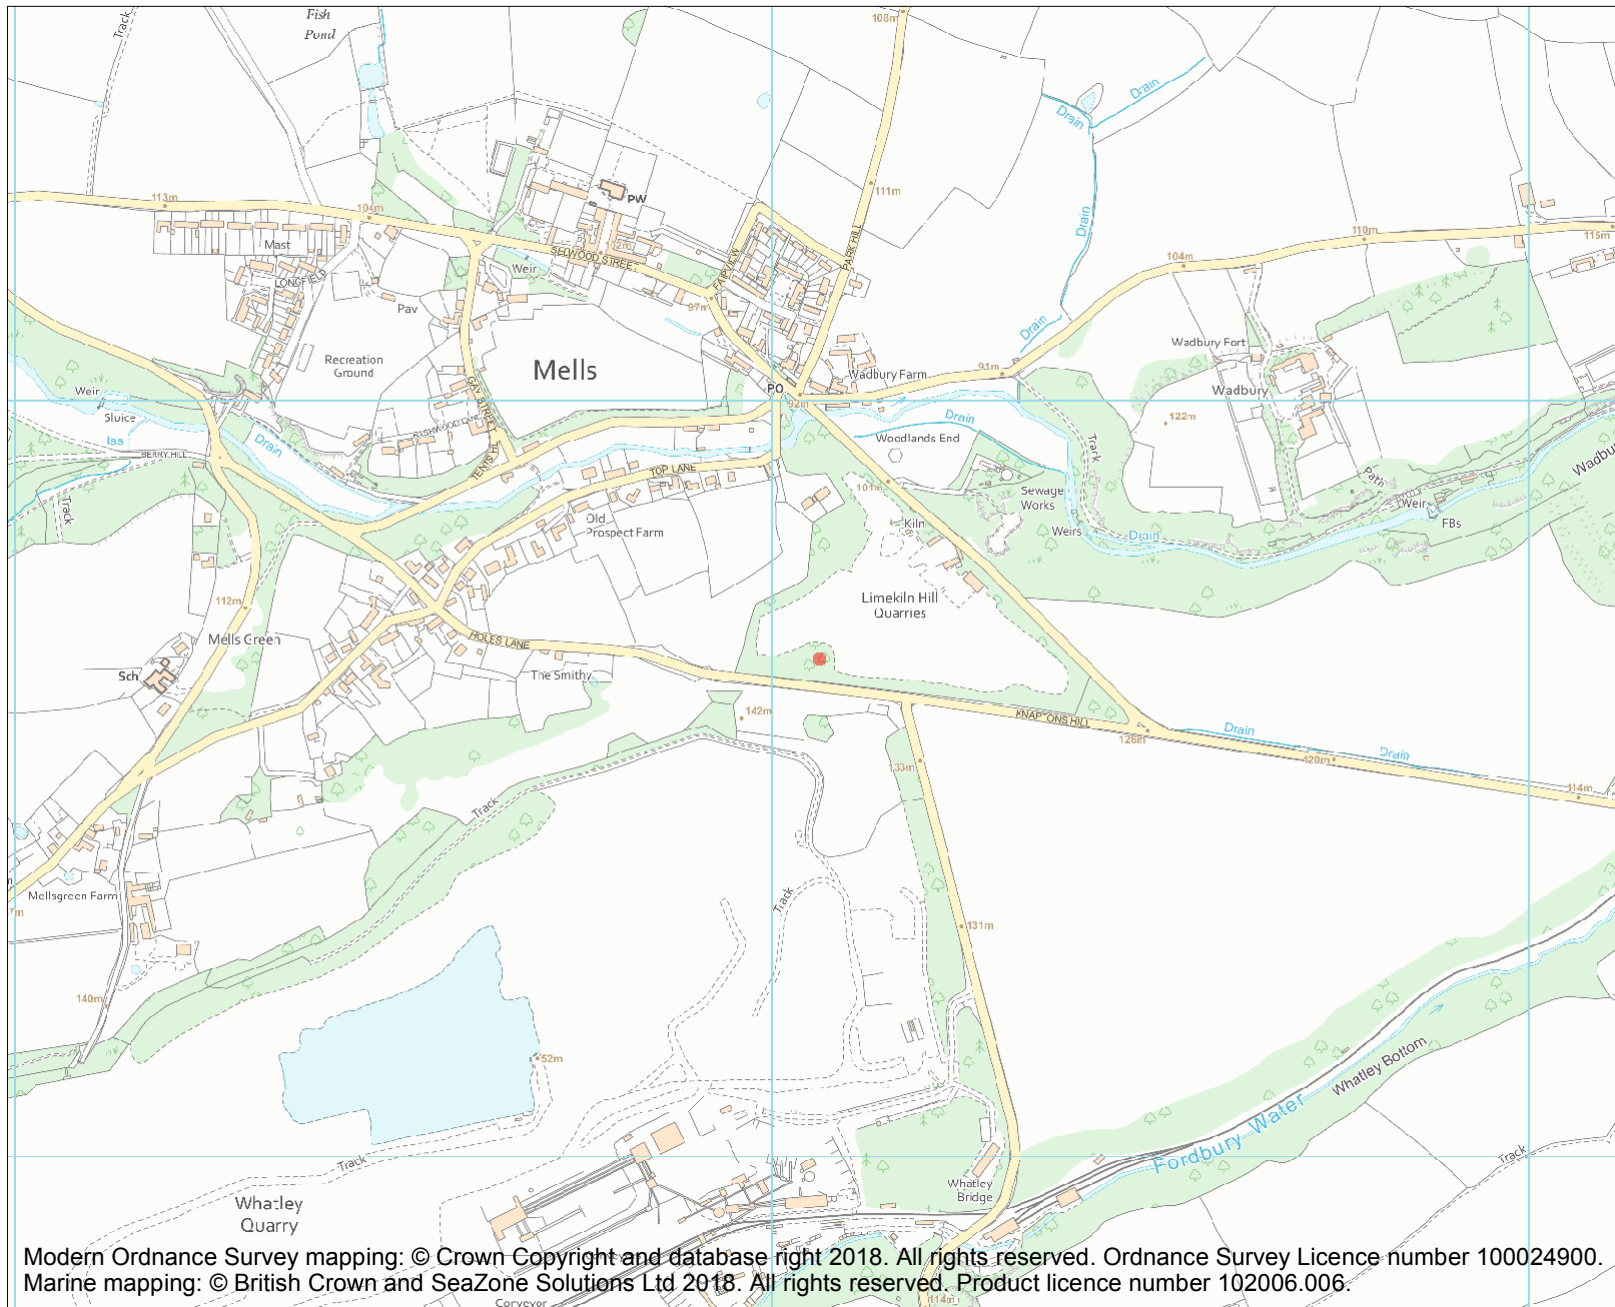 Fish
Pond
108m
Track
Drain
Drain
113m
104m
PW
111m
Drain
110m
115m
Mast
102m
SELWOOD STREET
FAIRVIEW
PARK HILL
LONGFIELD
Weir
104m
Pav
97m
Drain
Wadbury Fort
Recreation
Ground
Mells
Wadbury Farm
91m
Weir
GAY STREET
PO
Wadbury
Sluice
92m
122m
Drain
Drain
Woodlands End
Track
BERRY HILL
TOP LANE
Track
101m
Sewage
Works
Path
Weir
Old
Prospect Farm
Kiln
Weirs
Drain
FBs
112m
Limekiln Hill
Quarries
Mells Green
HOLES LANE
Sch
The Smithy
142m
126m
Drain
Drain
133m
120m
114m
Track
Mellsgreen Farm
Track
131m
140m
52m
Whatley Bottom
Fordbury Water
Track
Track
Whatley
Bridge
Whatley
Quarry
Modern Ordnance Survey mapping: © Crown Copyright and database right 2018. All rights reserved. Ordnance Survey Licence number 100024900.
Marine mapping: © British Crown and SeaZone Solutions Ltd 2018. All rights reserved. Product licence number 102006.006.
114m